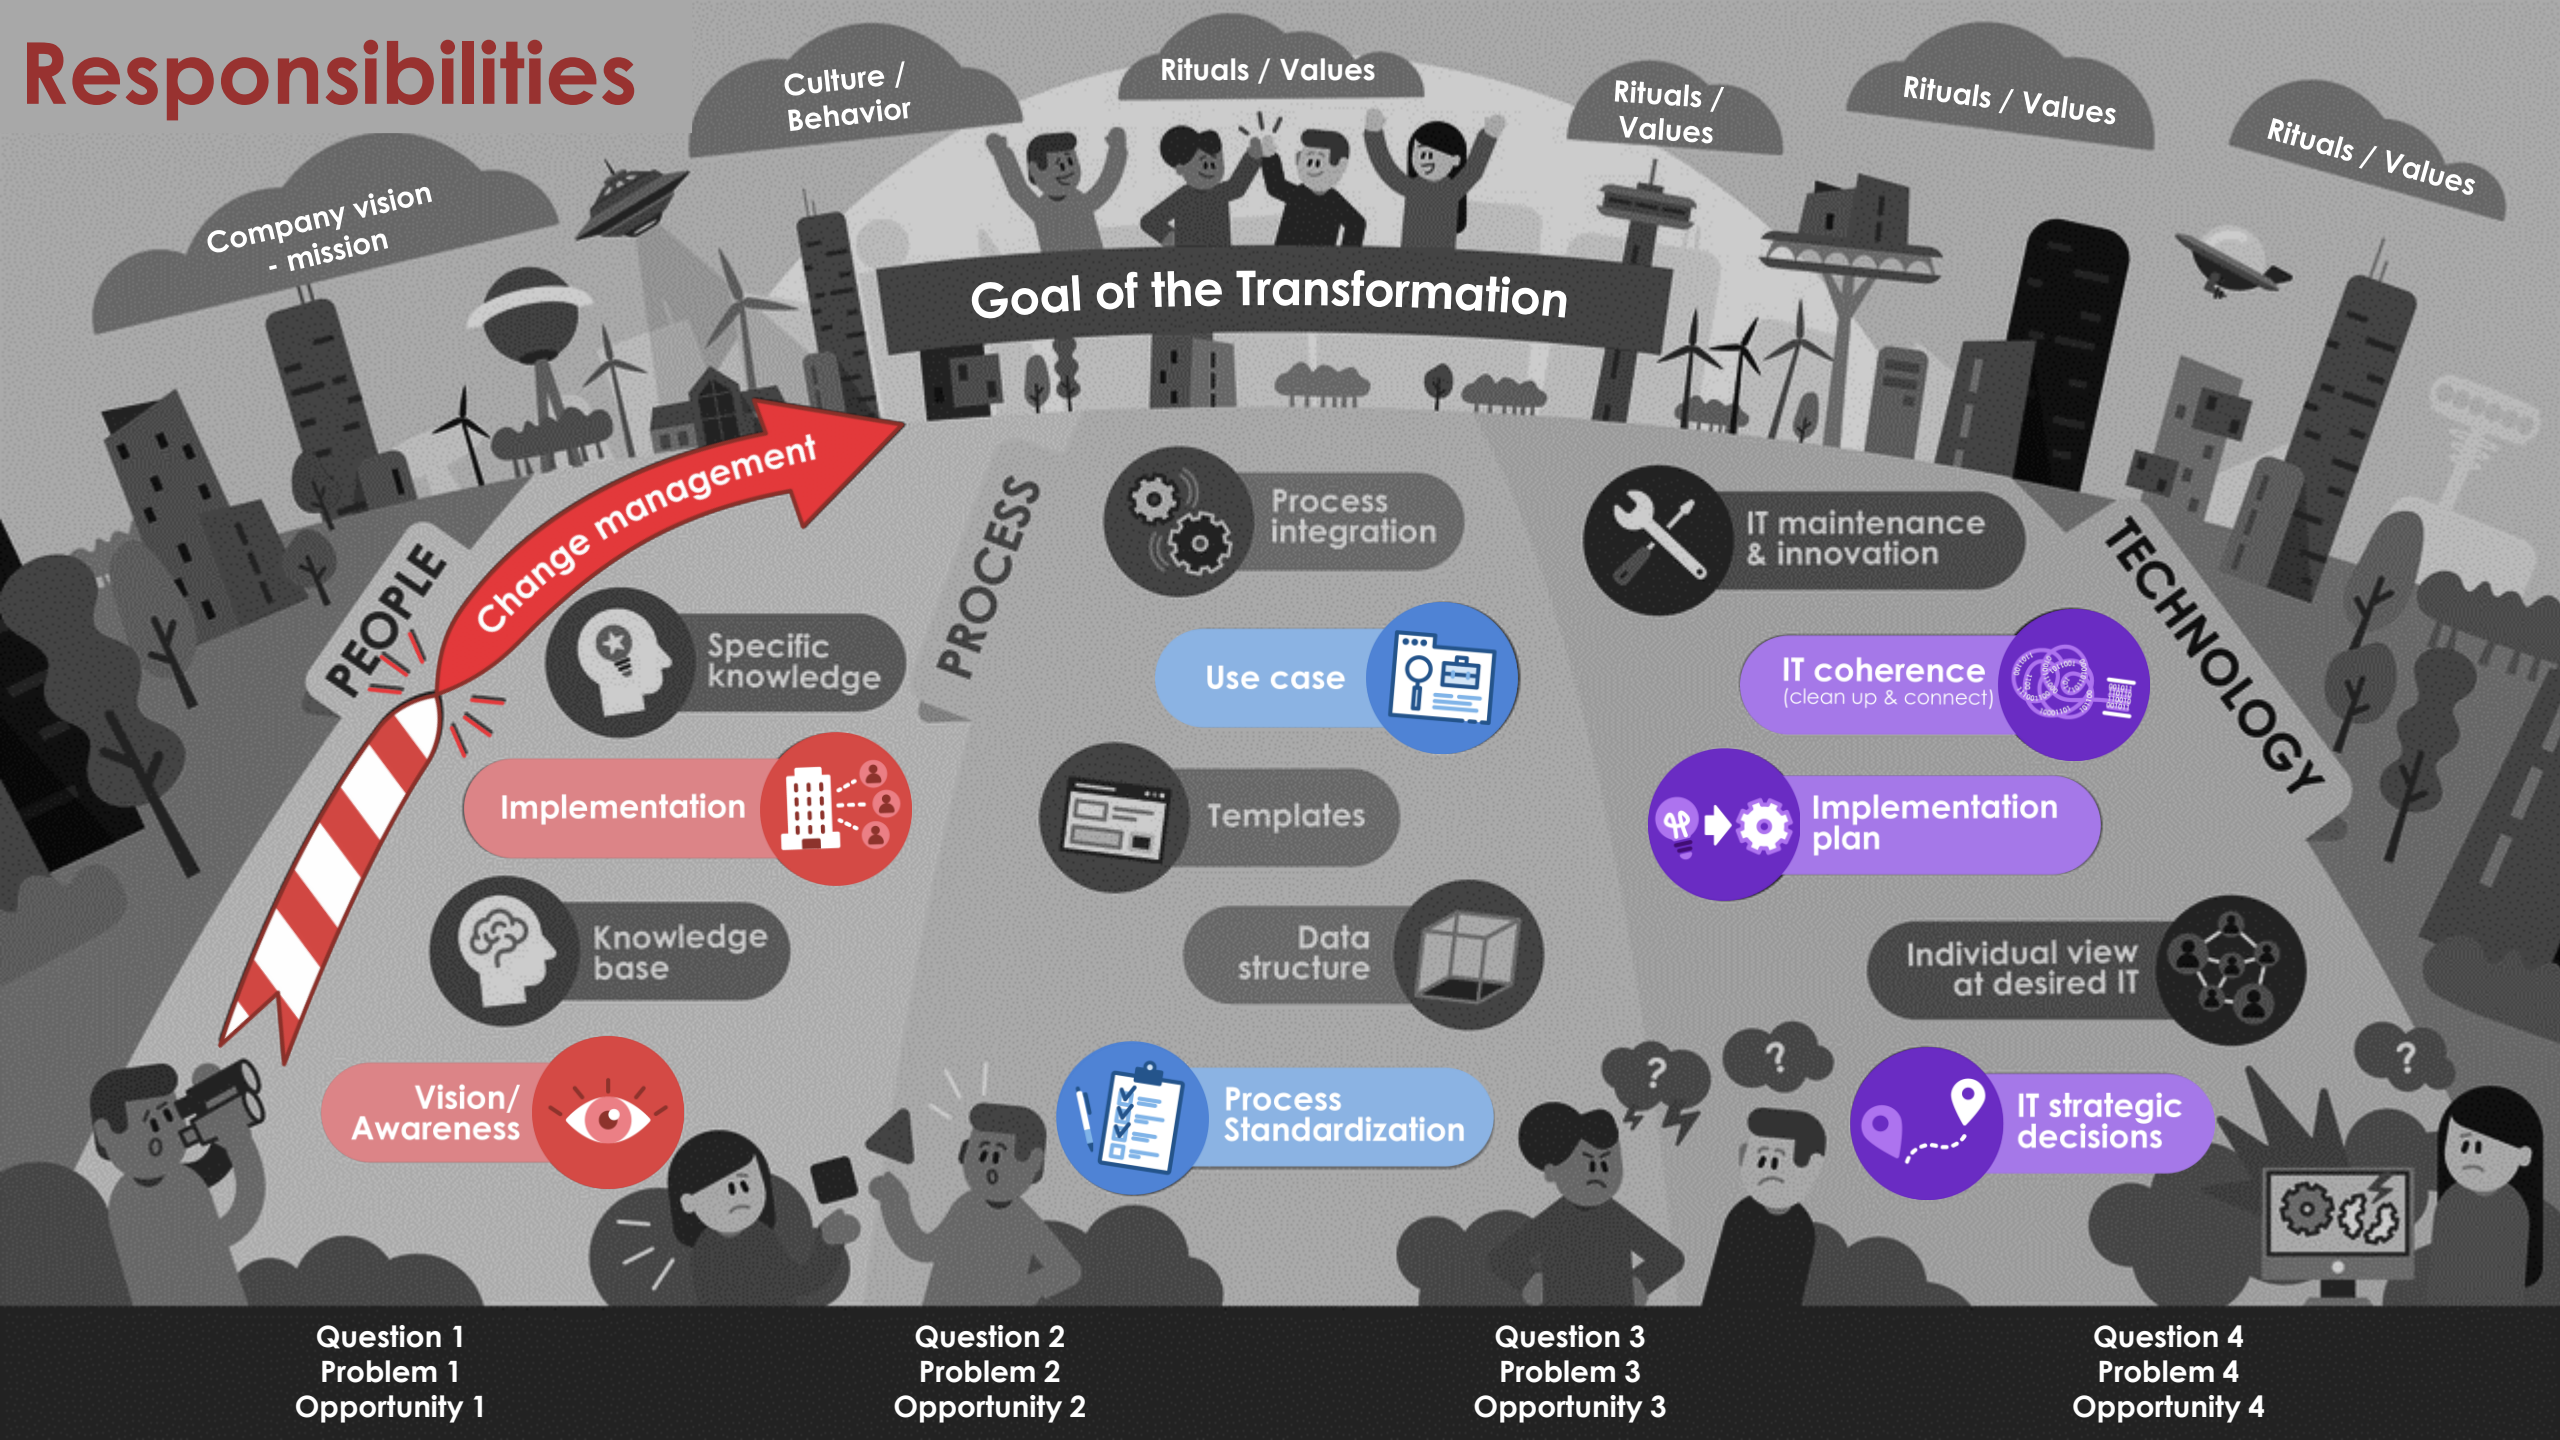 Responsibilities
Company vision
- mission
Culture /
Behavior
Rituals / Values
Rituals /
Values
Rituals / Values
Rituals / Values
Goal of the Transformation
PEOPLE
Change management
Specific
knowledge
Implementation
Knowledge
base
Vision/
Awareness
PROCESS
Process
integration
Use case
Templates
Data
structure
Process
Standardization
TECHNOLOGY
IT maintenance
& innovation
IT coherence
(clean up & connect)
Implementation
plan
Individual view
at desired IT
IT strategic
decisions
?
?
?
Question 1
Problem 1
Opportunity 1
Question 2
Problem 2
Opportunity 2
Question 3
Problem 3
Opportunity 3
Question 4
Problem 4
Opportunity 4